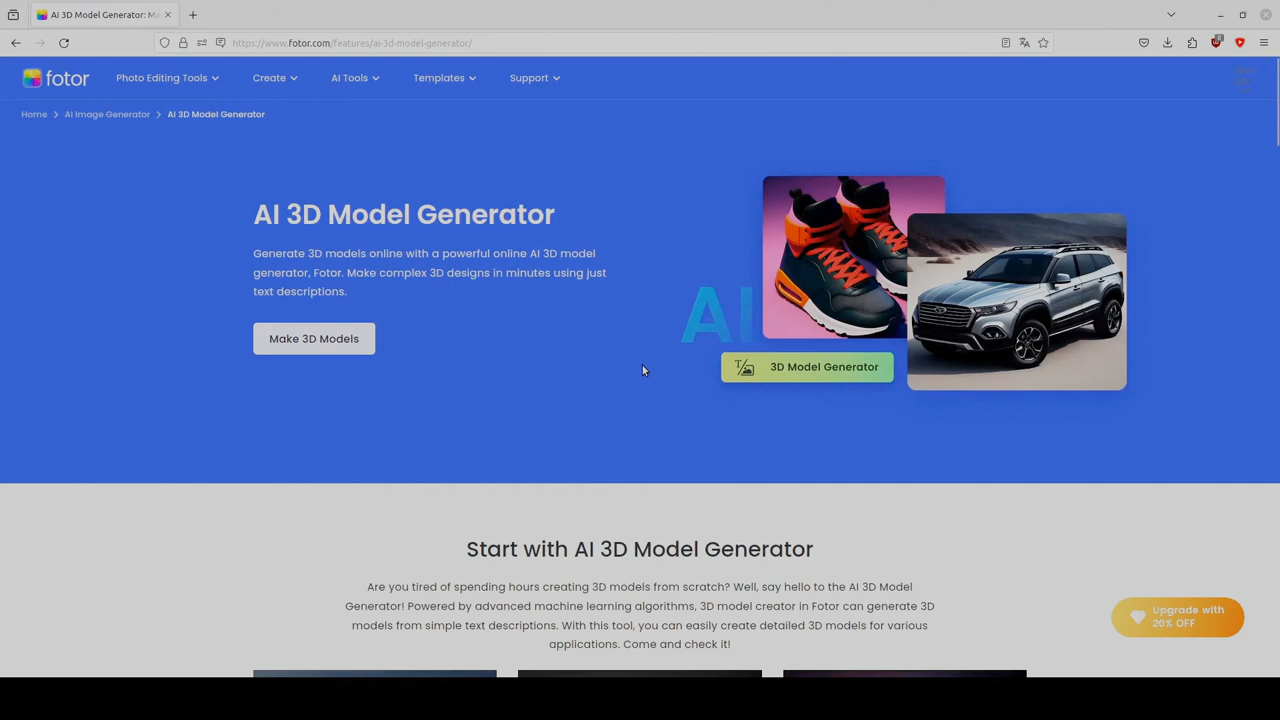 AI 3D Model Generator: Ma
https://www.fotor.com/features/ai-3d-model-generator/
fotor
Photo Editing Tools
Create
AI Tools
Templates
Support
Home
AI Image Generator
AI 3D Model Generator
AI 3D Model Generator
Generate 3D models online with a powerful online AI 3D model
generator, Fotor. Make complex 3D designs in minutes using just
text descriptions.
Make 3D Models
AI
3D Model Generator
Start with AI 3D Model Generator
Are you tired of spending hours creating 3D models from scratch? Well, say hello to the AI 3D Model
Generator! Powered by advanced machine learning algorithms, 3D model creator in Fotor can generate 3D
models from simple text descriptions. With this tool, you can easily create detailed 3D models for various
applications. Come and check it!
Upgrade with
20% OFF